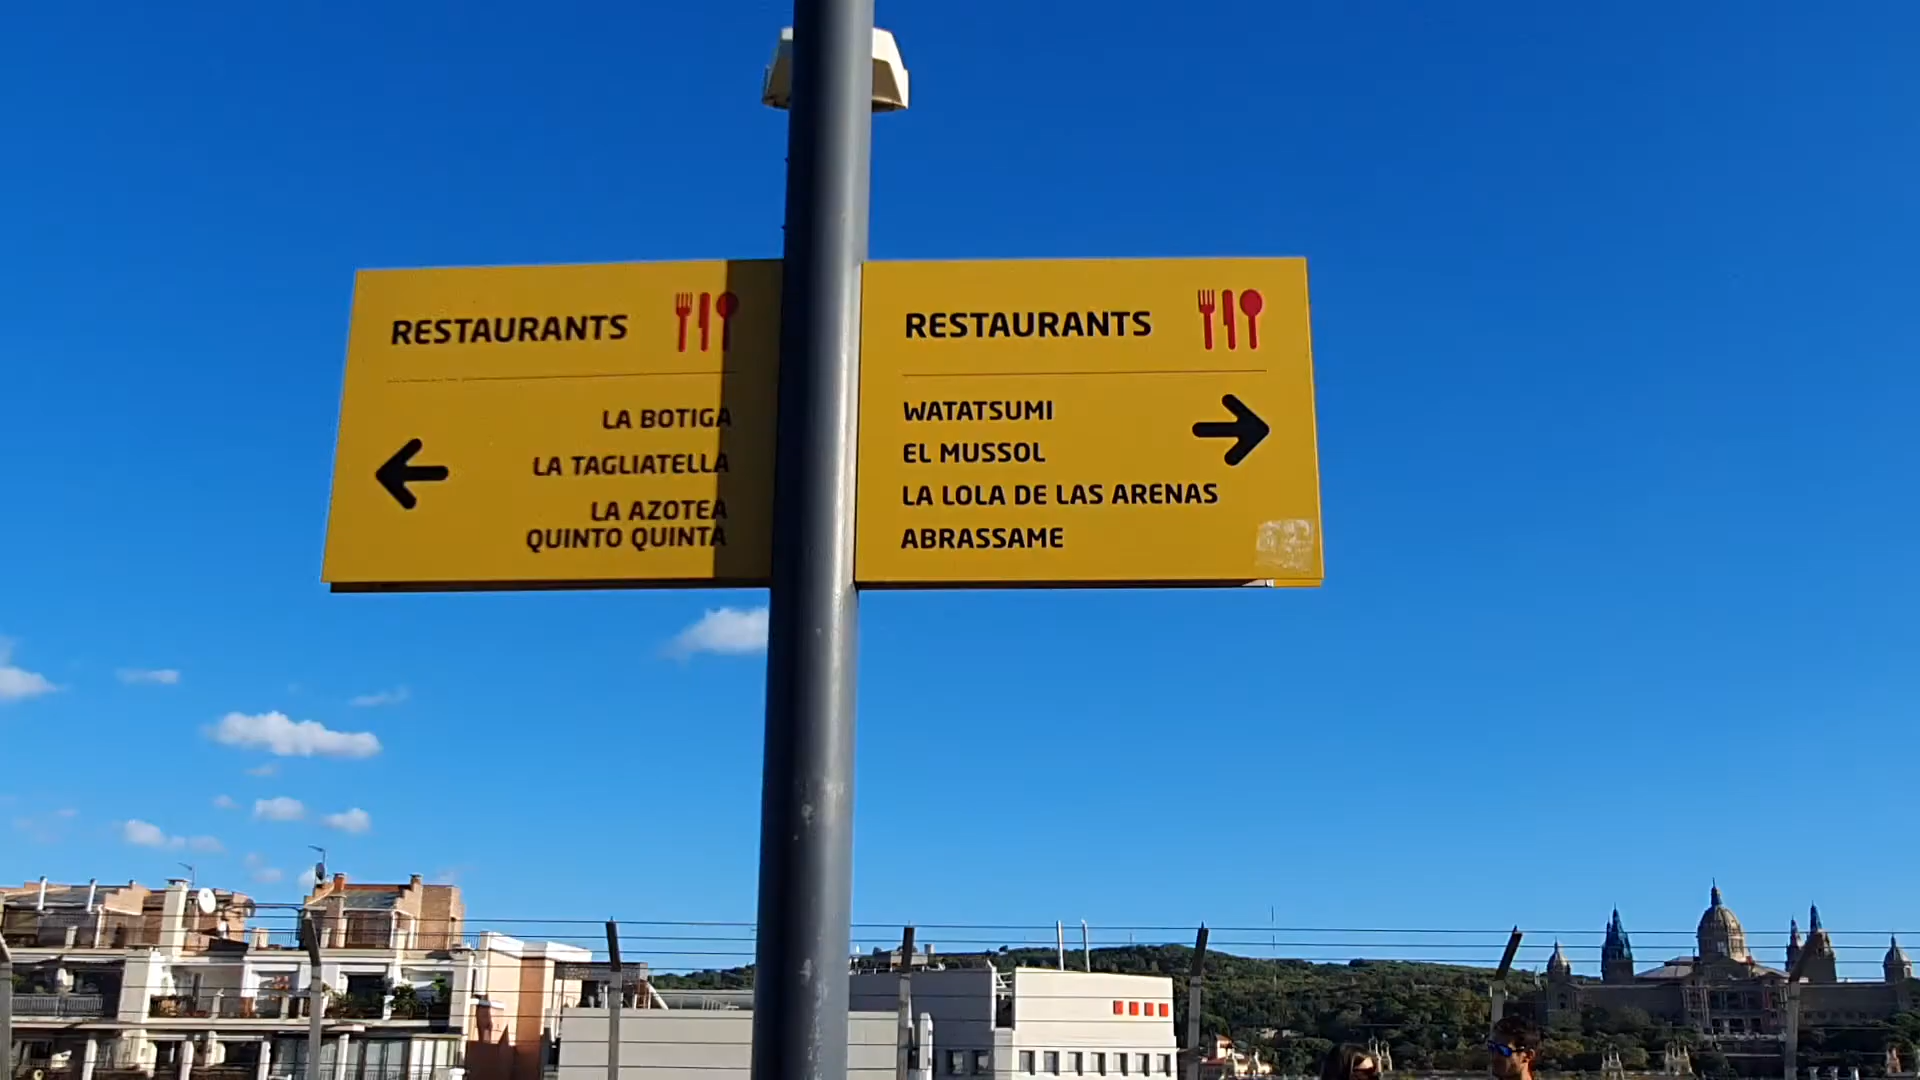 RESTAURANTS
LA BOTIGA
LA TAGLIATELLA
LA AZOTEA
QUINTO QUINTA
RESTAURANTS
WATATSUMI
EL MUSSOL
LA LOLA DE LAS ARENAS
ABRASSAME